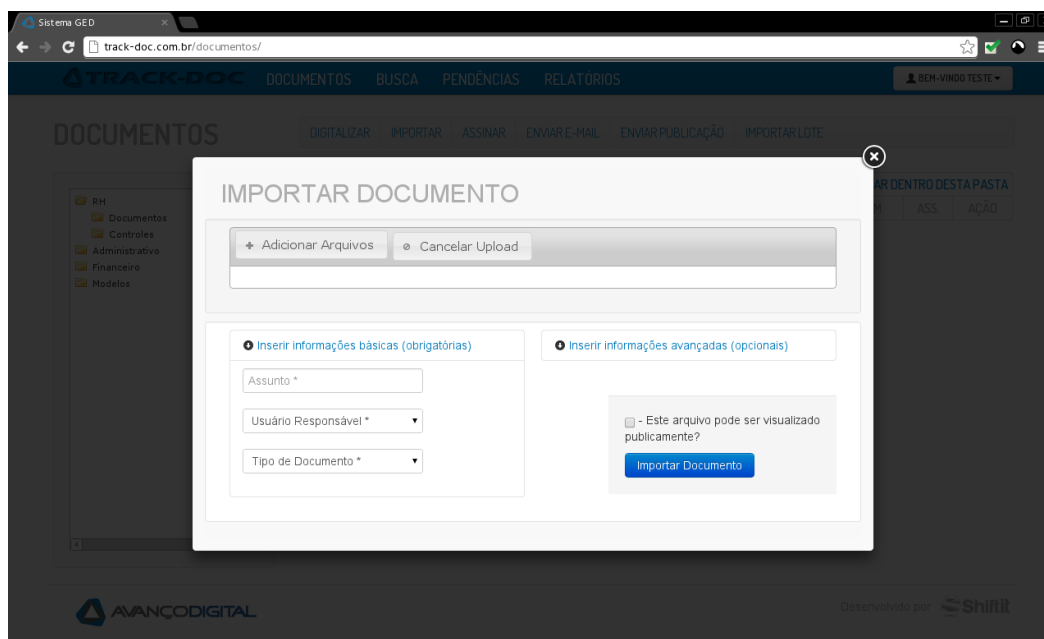 Sistema GED
track-doc.com.br/documentos/
TRACK-DOC DOCUMENTOS BUSCA PENDÊNCIAS RELATÓRIOS BEM-VINDO TESTE
DOCUMENTOS DIGITALIZAR IMPORTAR ASSINAR ENVIAR E-MAIL ENVIAR PUBLICAÇÃO IMPORTAR LOTE
AR DENTRO DESTA PASTA
M ASS. AÇÃO
RH
Documentos
Controles
Administrativo
Financeiro
Modelos
IMPORTAR DOCUMENTO
+ Adicionar Arquivos Cancelar Upload
Inserir informações básicas (obrigatórias) Inserir informações avançadas (opcionais)
Assunto *
Usuário Responsável *
Tipo de Documento *
- Este arquivo pode ser visualizado
publicamente?
Importar Documento
AVANÇODIGITAL Desenvolvido por Shiftit